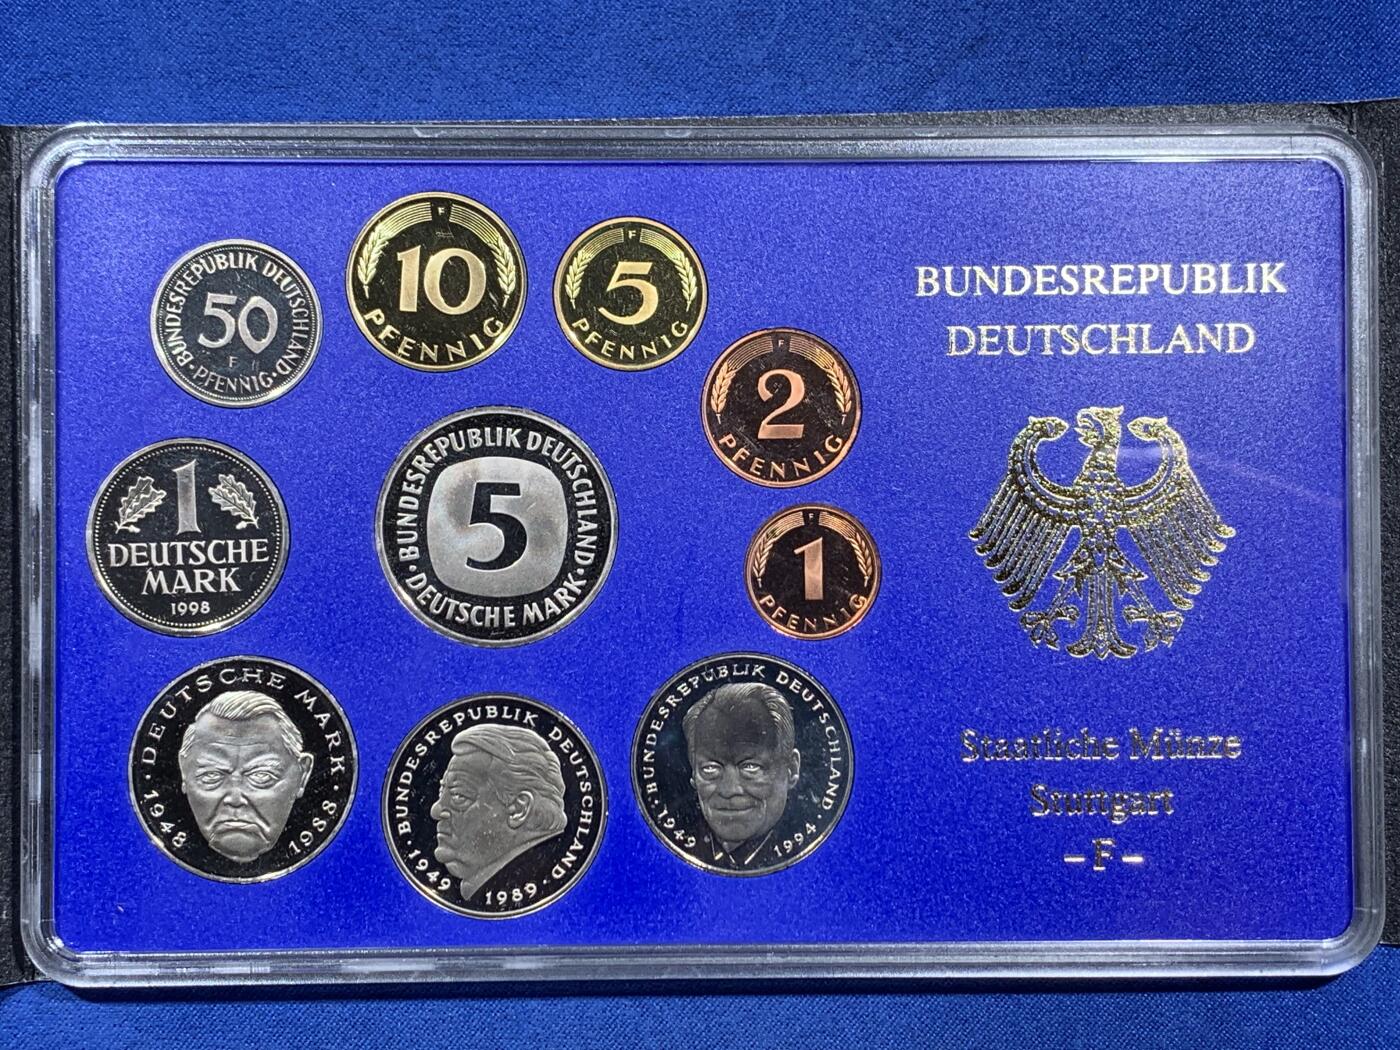 ·BUNDESREPUBLIK DEUTSCHLAND·
50
F
PFENNIG
F
10
PFENNIG
F
5
PFENNIG
F
2
PFENNIG
F
1
PFENNIG
1
DEUTSCHE
MARK
1998
·BUNDESREPUBLIK DEUTSCHLAND·
5
DEUTSCHE MARK
·DEUTSCHE MARK·
1948
1988
·BUNDESREPUBLIK DEUTSCHLAND·
1949
1989
·BUNDESREPUBLIK DEUTSCHLAND·
1949
1994
BUNDESREPUBLIK
DEUTSCHLAND
Staatliche Münze
Stuttgart
– F –